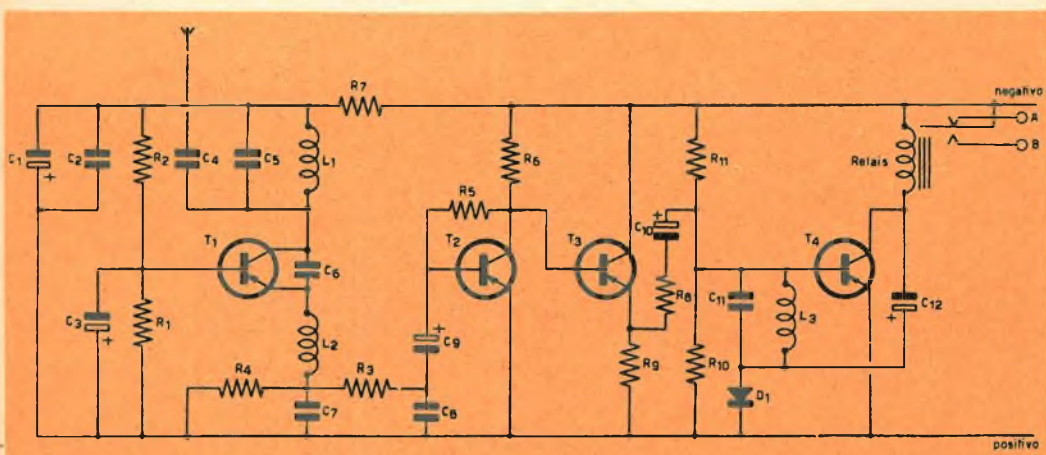 R7
negativo
C1
+
C2
R2
C4
C5
L1
R6
R11
Relais
A
B
R5
C10
+
T1
T2
T3
T4
C6
C3
+
R1
R8
C11
L3
C12
+
L2
C9
+
R4
R3
R9
R10
C7
C8
D1
positivo